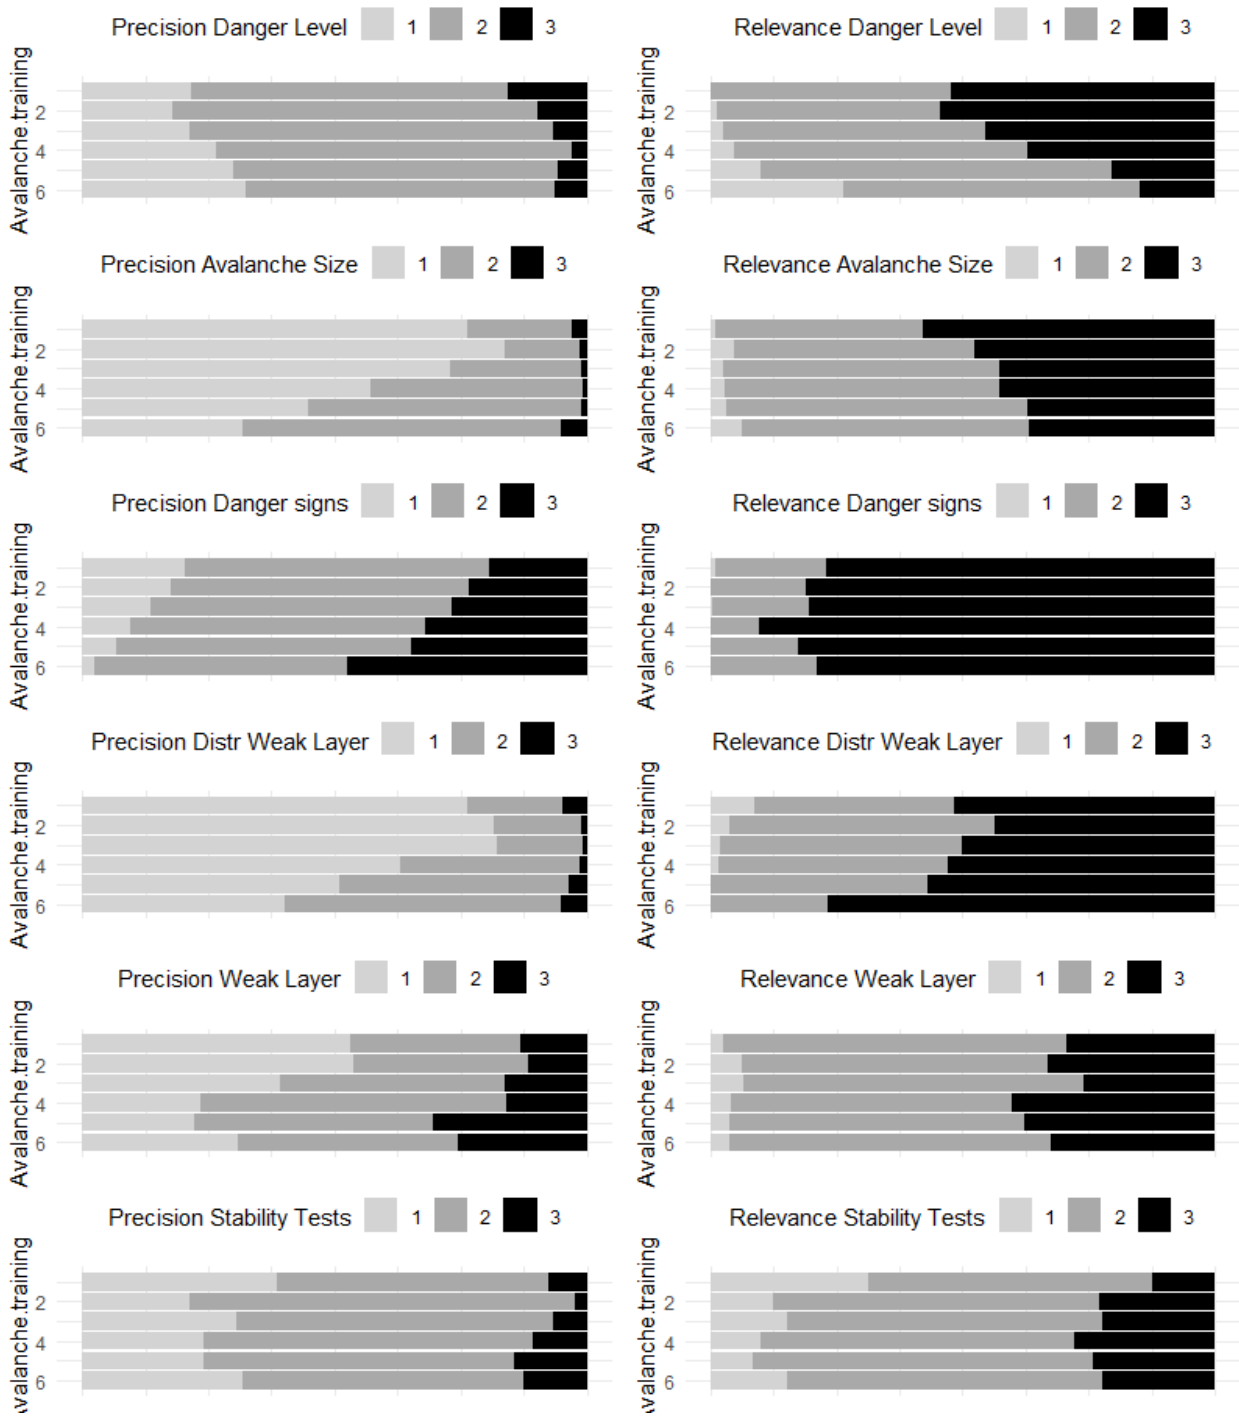 Precision Danger Level 1 2 3
Relevance Danger Level 1 2 3
Avalanche.training
2
4
6
Avalanche.training
2
4
6
Precision Avalanche Size 1 2 3
Relevance Avalanche Size 1 2 3
Avalanche.training
2
4
6
Avalanche.training
2
4
6
Precision Danger signs 1 2 3
Relevance Danger signs 1 2 3
Avalanche.training
2
4
6
Avalanche.training
2
4
6
Precision Distr Weak Layer 1 2 3
Relevance Distr Weak Layer 1 2 3
Avalanche.training
2
4
6
Avalanche.training
2
4
6
Precision Weak Layer 1 2 3
Relevance Weak Layer 1 2 3
Avalanche.training
2
4
6
Avalanche.training
2
4
6
Precision Stability Tests 1 2 3
Relevance Stability Tests 1 2 3
Avalanche.training
2
4
6
Avalanche.training
2
4
6